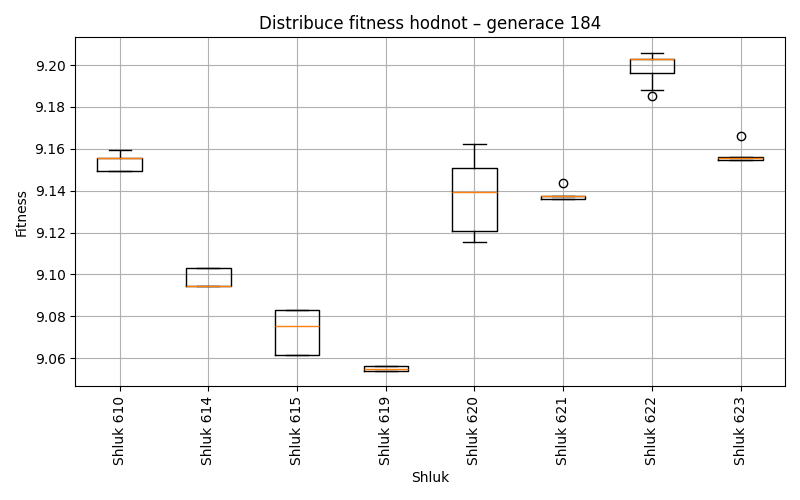 Distribuce fitness hodnot – generace 184
Fitness
9.20
9.18
9.16
9.14
9.12
9.10
9.08
9.06
Shluk 610
Shluk 614
Shluk 615
Shluk 619
Shluk 620
Shluk 621
Shluk 622
Shluk 623
Shluk